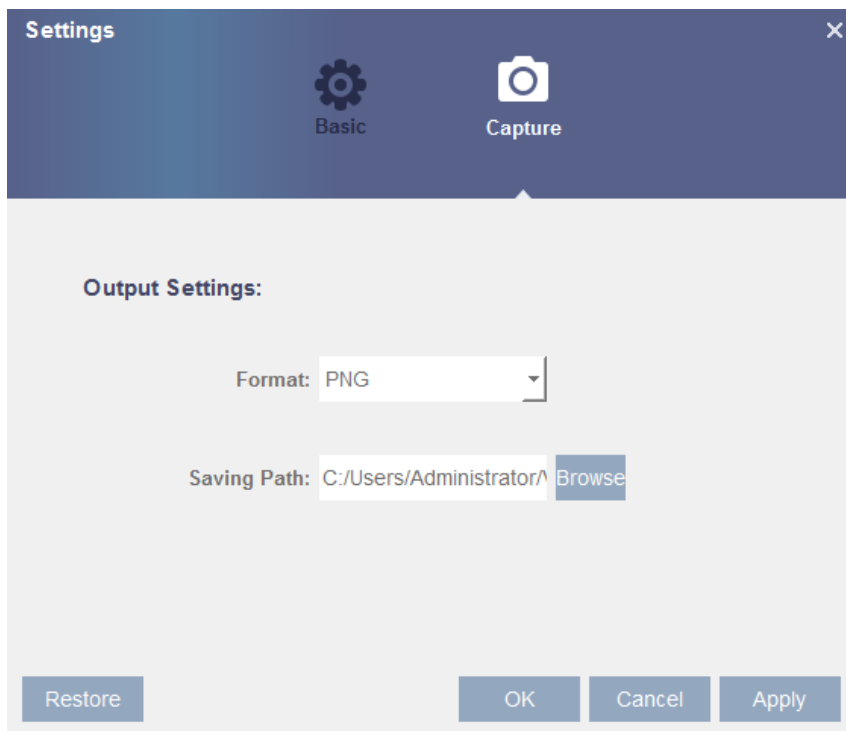 Settings
Basic
Capture
Output Settings:
Format: PNG
Saving Path: C:/Users/Administrator/ Browse
Restore OK Cancel Apply